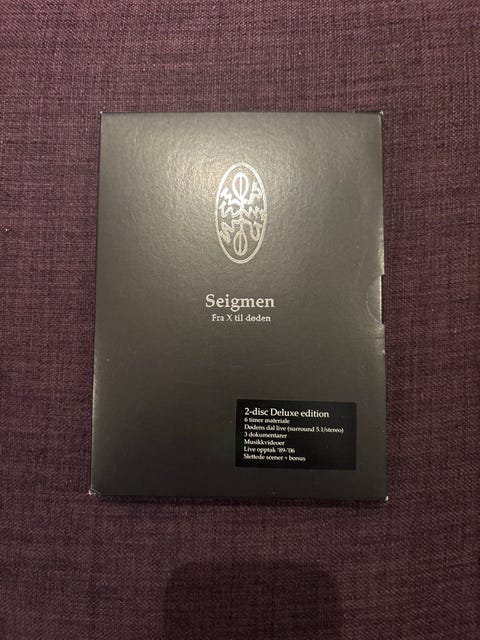 Seigmen
Fra X til døden
2-disc Deluxe edition
6 timer materiale
Dødens dal live (surround 5.1/stereo)
3 dokumentarer
Musikkvideoer
Live opptak '89-'06
Slettede scener + bonus